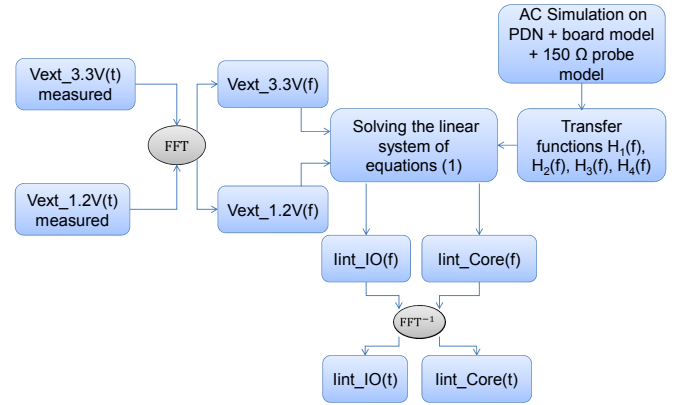 AC Simulation on
PDN + board model
+ 150 Ω probe
model
Vext_3.3V(t)
measured
Vext_3.3V(f)
FFT
Solving the linear
system of
equations (1)
Transfer
functions H₁(f),
H₂(f), H₃(f), H₄(f)
Vext_1.2V(t)
measured
Vext_1.2V(f)
Iint_IO(f)
Iint_Core(f)
FFT⁻¹
Iint_IO(t)
Iint_Core(t)